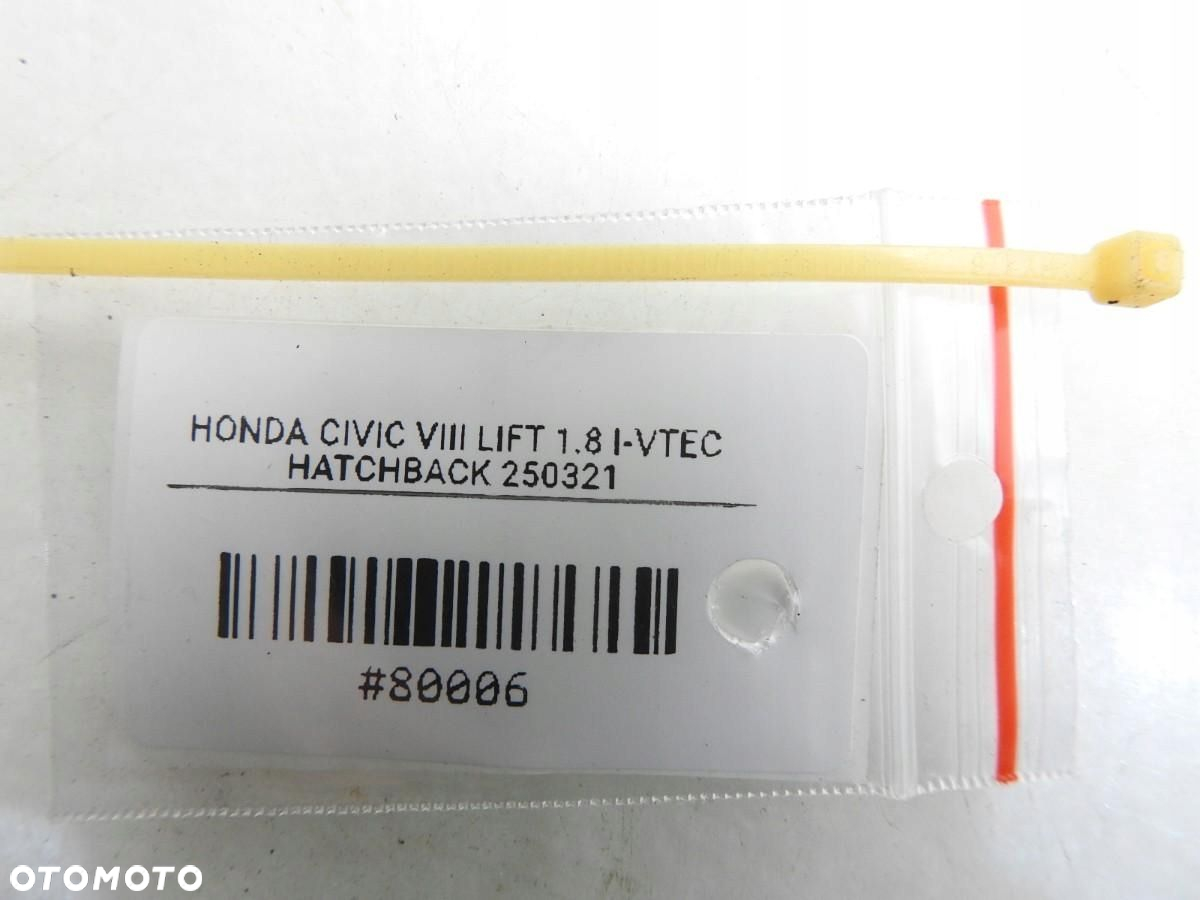 HONDA CIVIC VIII LIFT 1.8 I-VTEC
HATCHBACK 250321
#80006
OTOMOTO